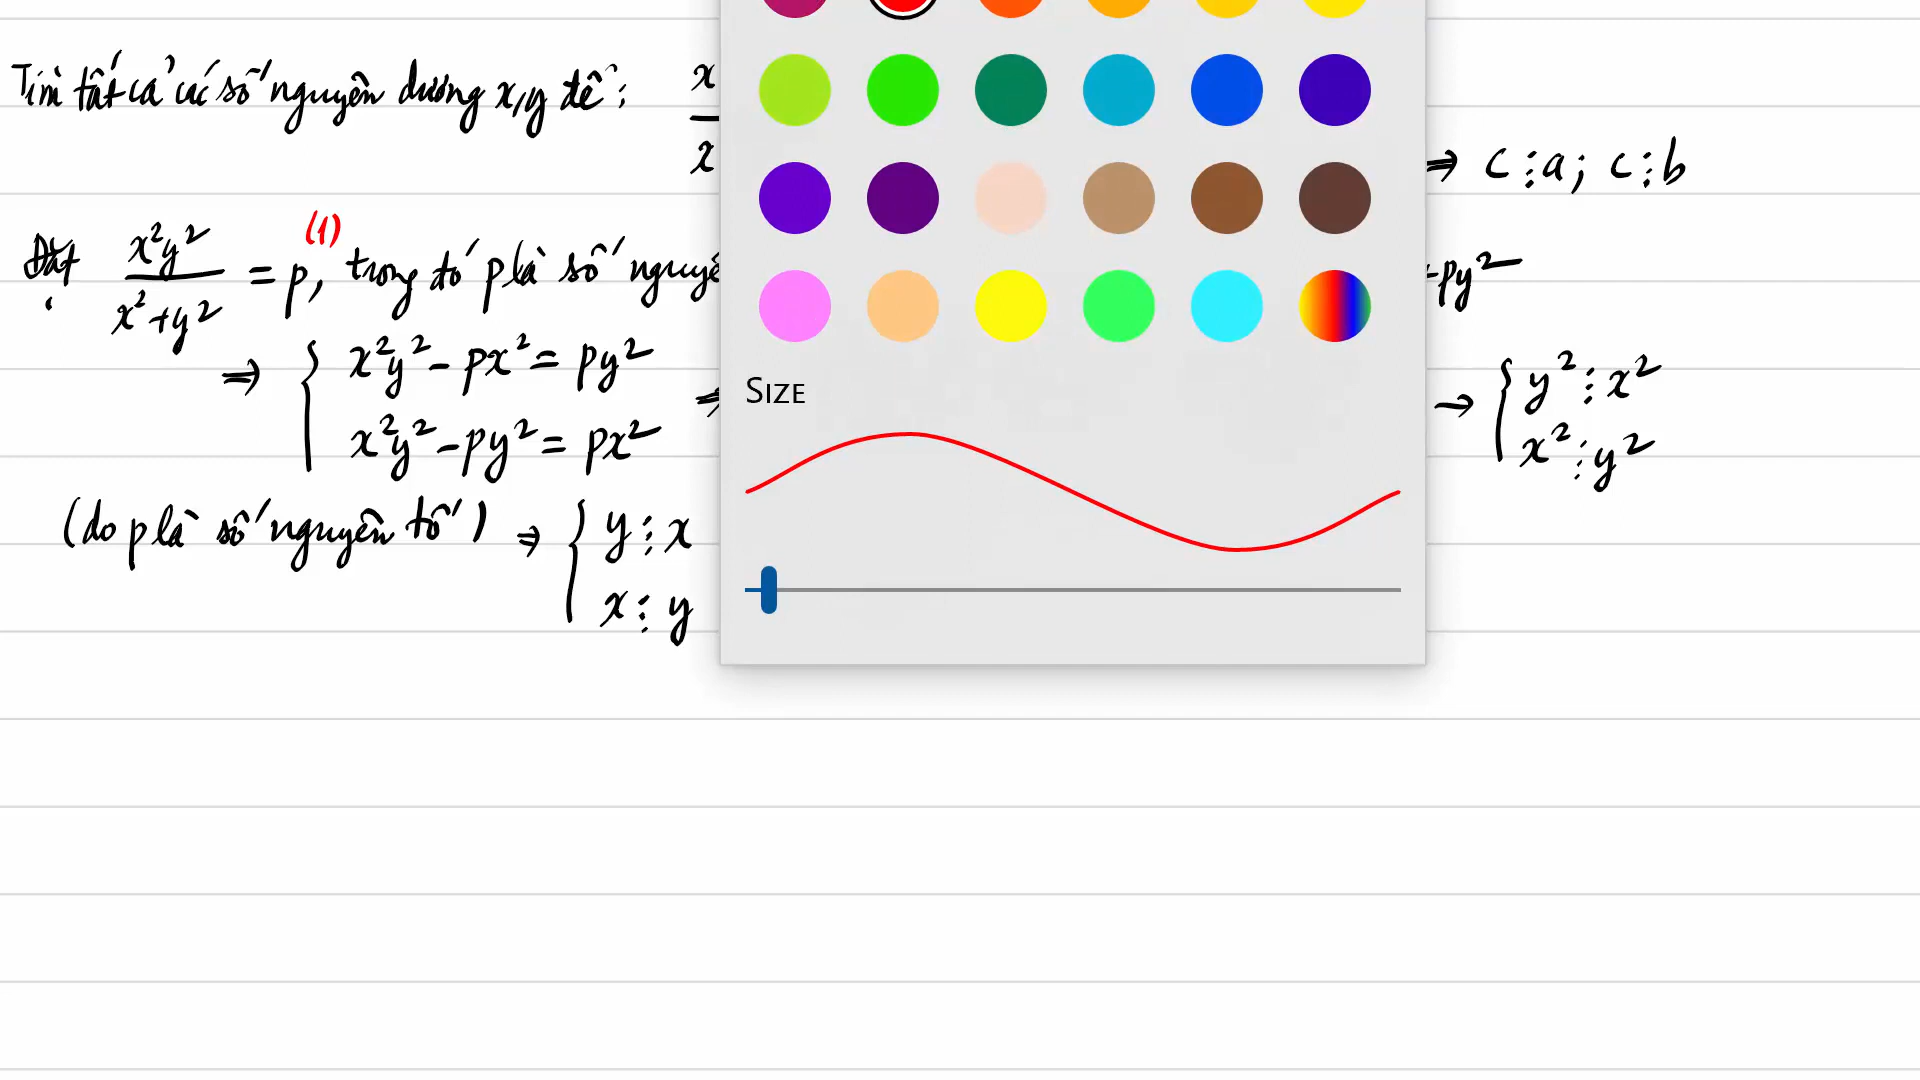 Tìm tất cả các số nguyên dương x,y để: x/x
⇒ c⋮a; c⋮b
Đặt x²y²/(x²+y²) = p, (1) trong đó p là số nguyê +py²
⇒ { x²y² - px² = py² ⇒ → { y²⋮x²
x²y² - py² = px² x²⋮y²
(do p là số nguyên tố) ⇒ { y⋮x
x⋮y
SIZE